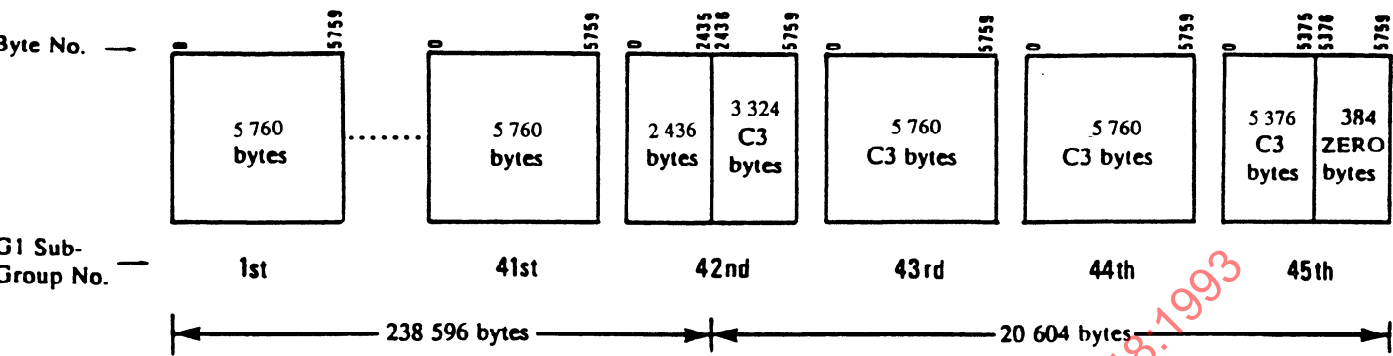 Byte No. 0 5759 0 5759 0 2435 2436 5759 0 5759 0 5759 0 5375 5376 5759
5 760 bytes
.......
5 760 bytes
2 436 bytes
3 324 C3 bytes
5 760 C3 bytes
5 760 C3 bytes
5 376 C3 bytes
384 ZERO bytes
G1 Sub-
Group No. 1st 41st 42nd 43rd 44th 45th
238 596 bytes 20 604 bytes
8:1993